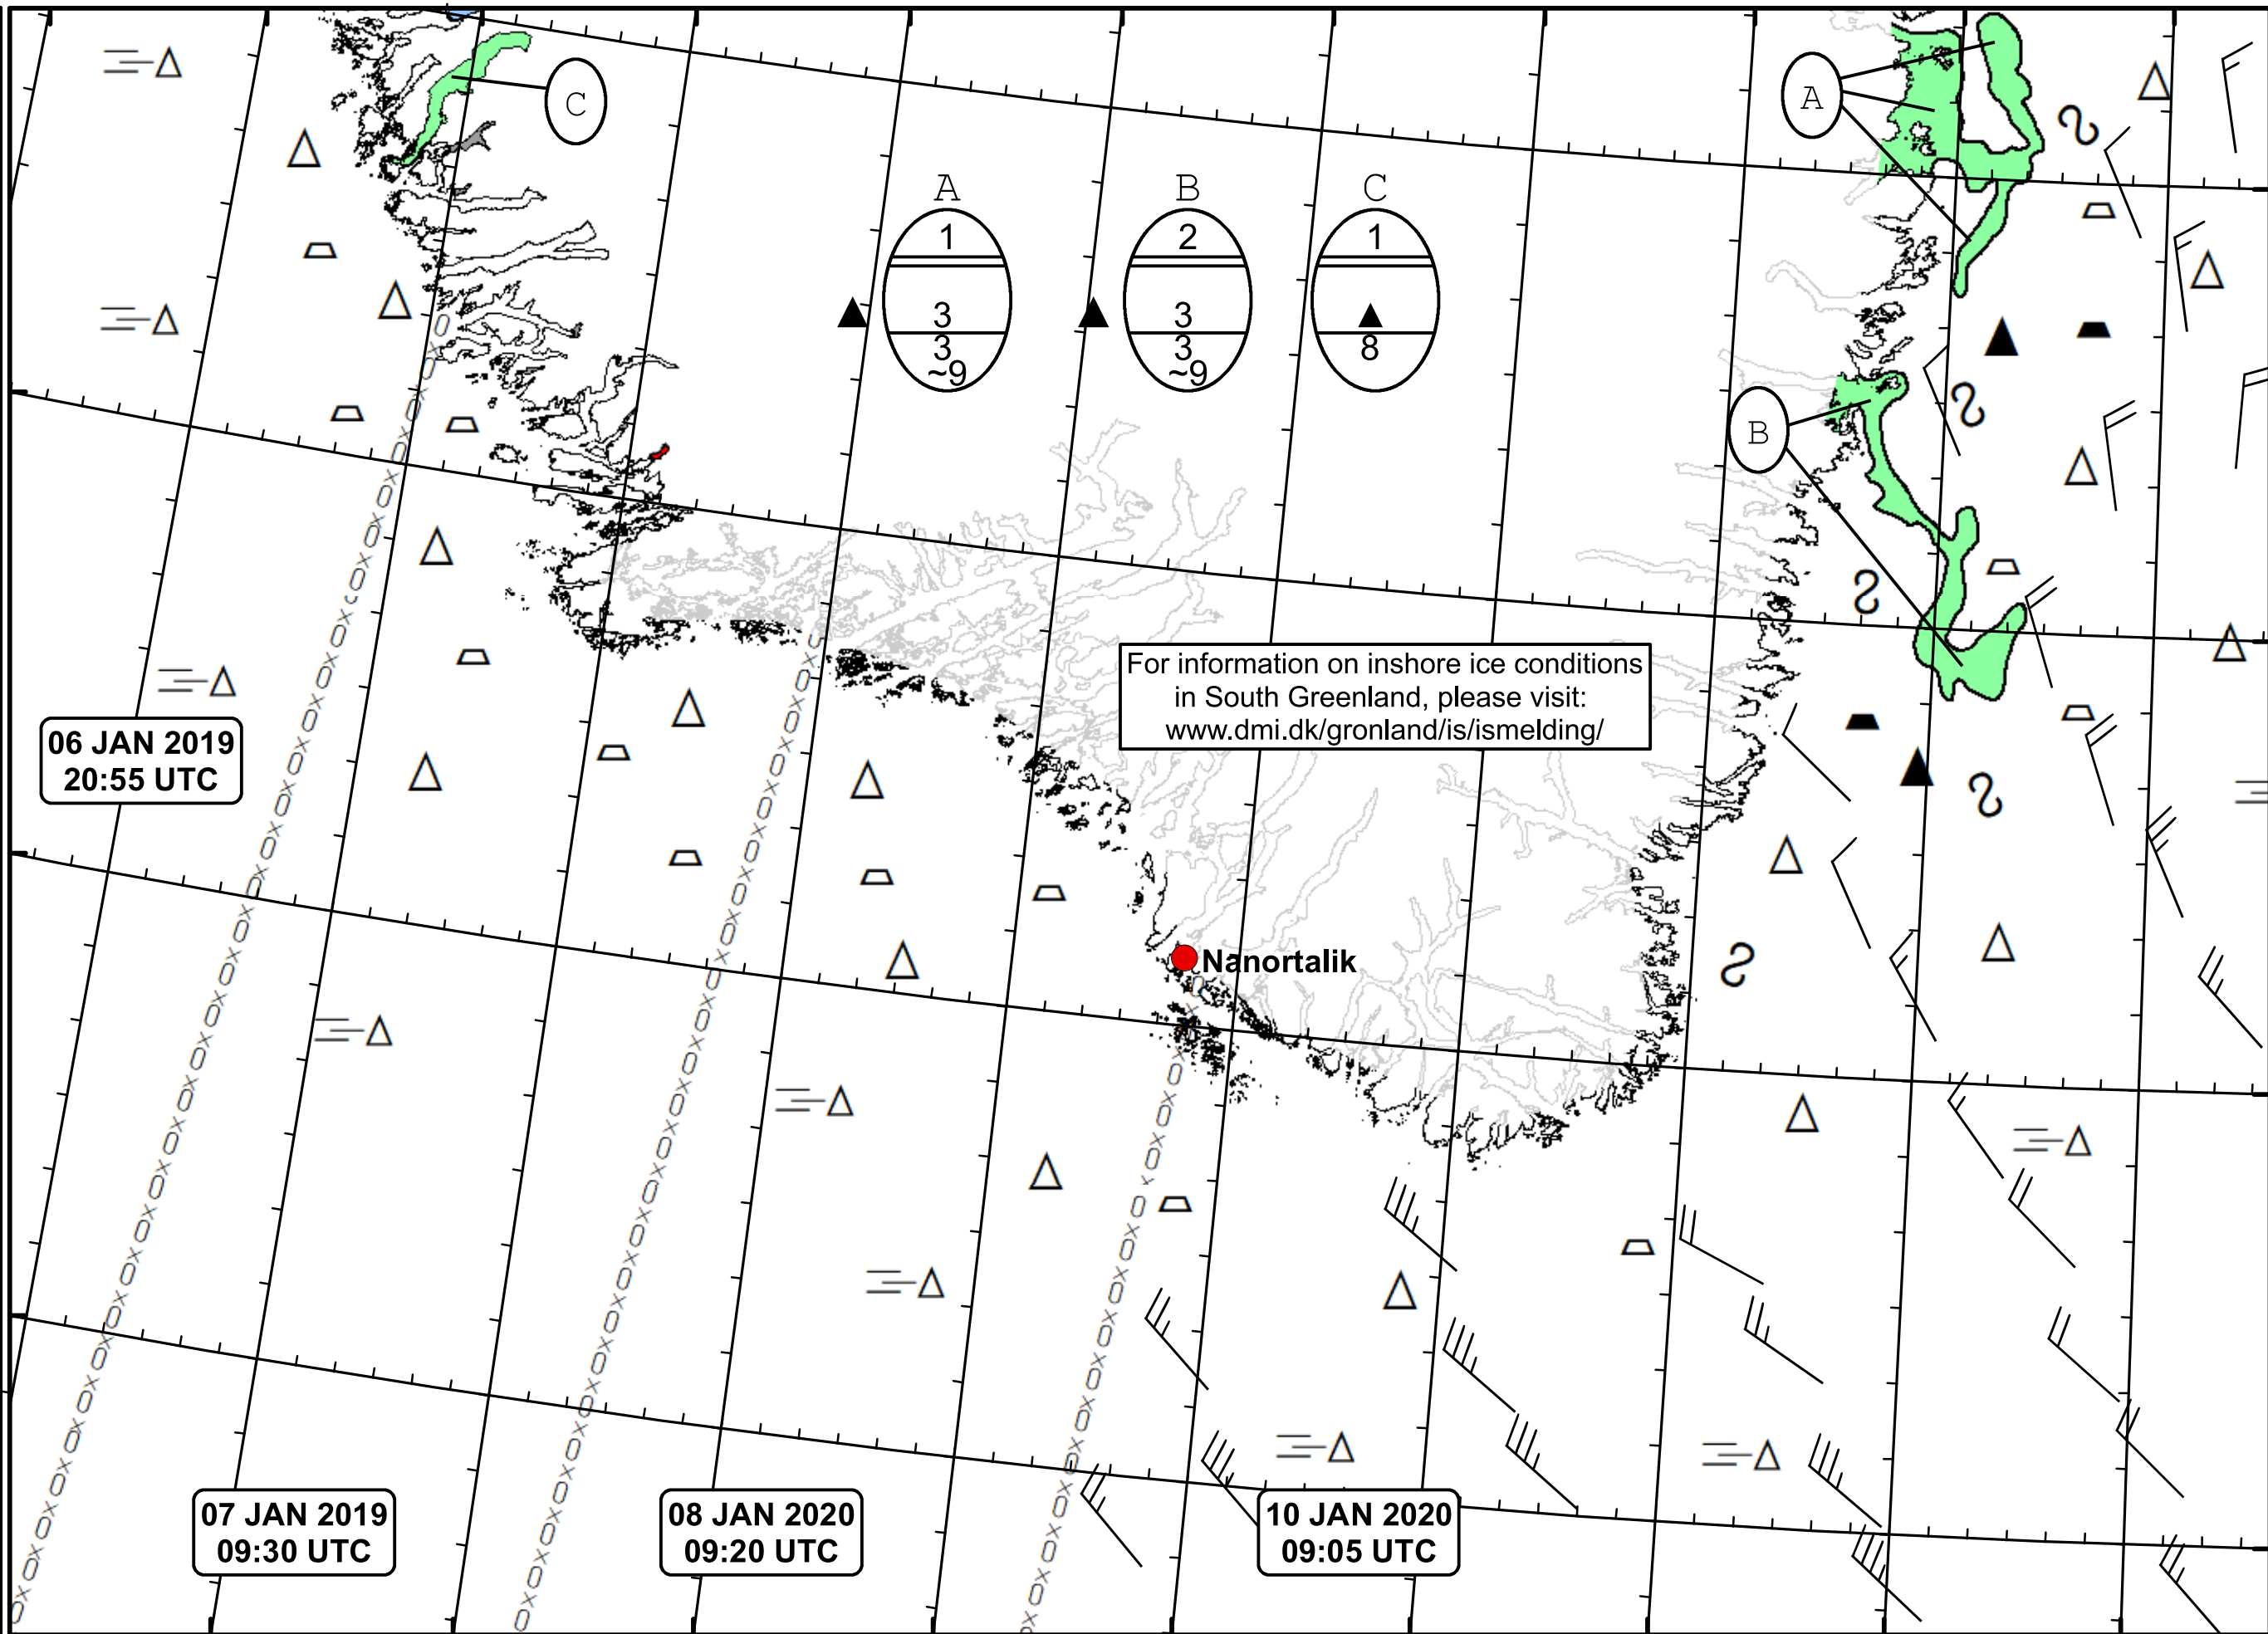 C
A
A
B
C
1
3
3
~9
2
3
3
~9
1
8
B
For information on inshore ice conditions
in South Greenland, please visit:
www.dmi.dk/gronland/is/ismelding/
06 JAN 2019
20:55 UTC
Nanortalik
07 JAN 2019
09:30 UTC
08 JAN 2020
09:20 UTC
10 JAN 2020
09:05 UTC